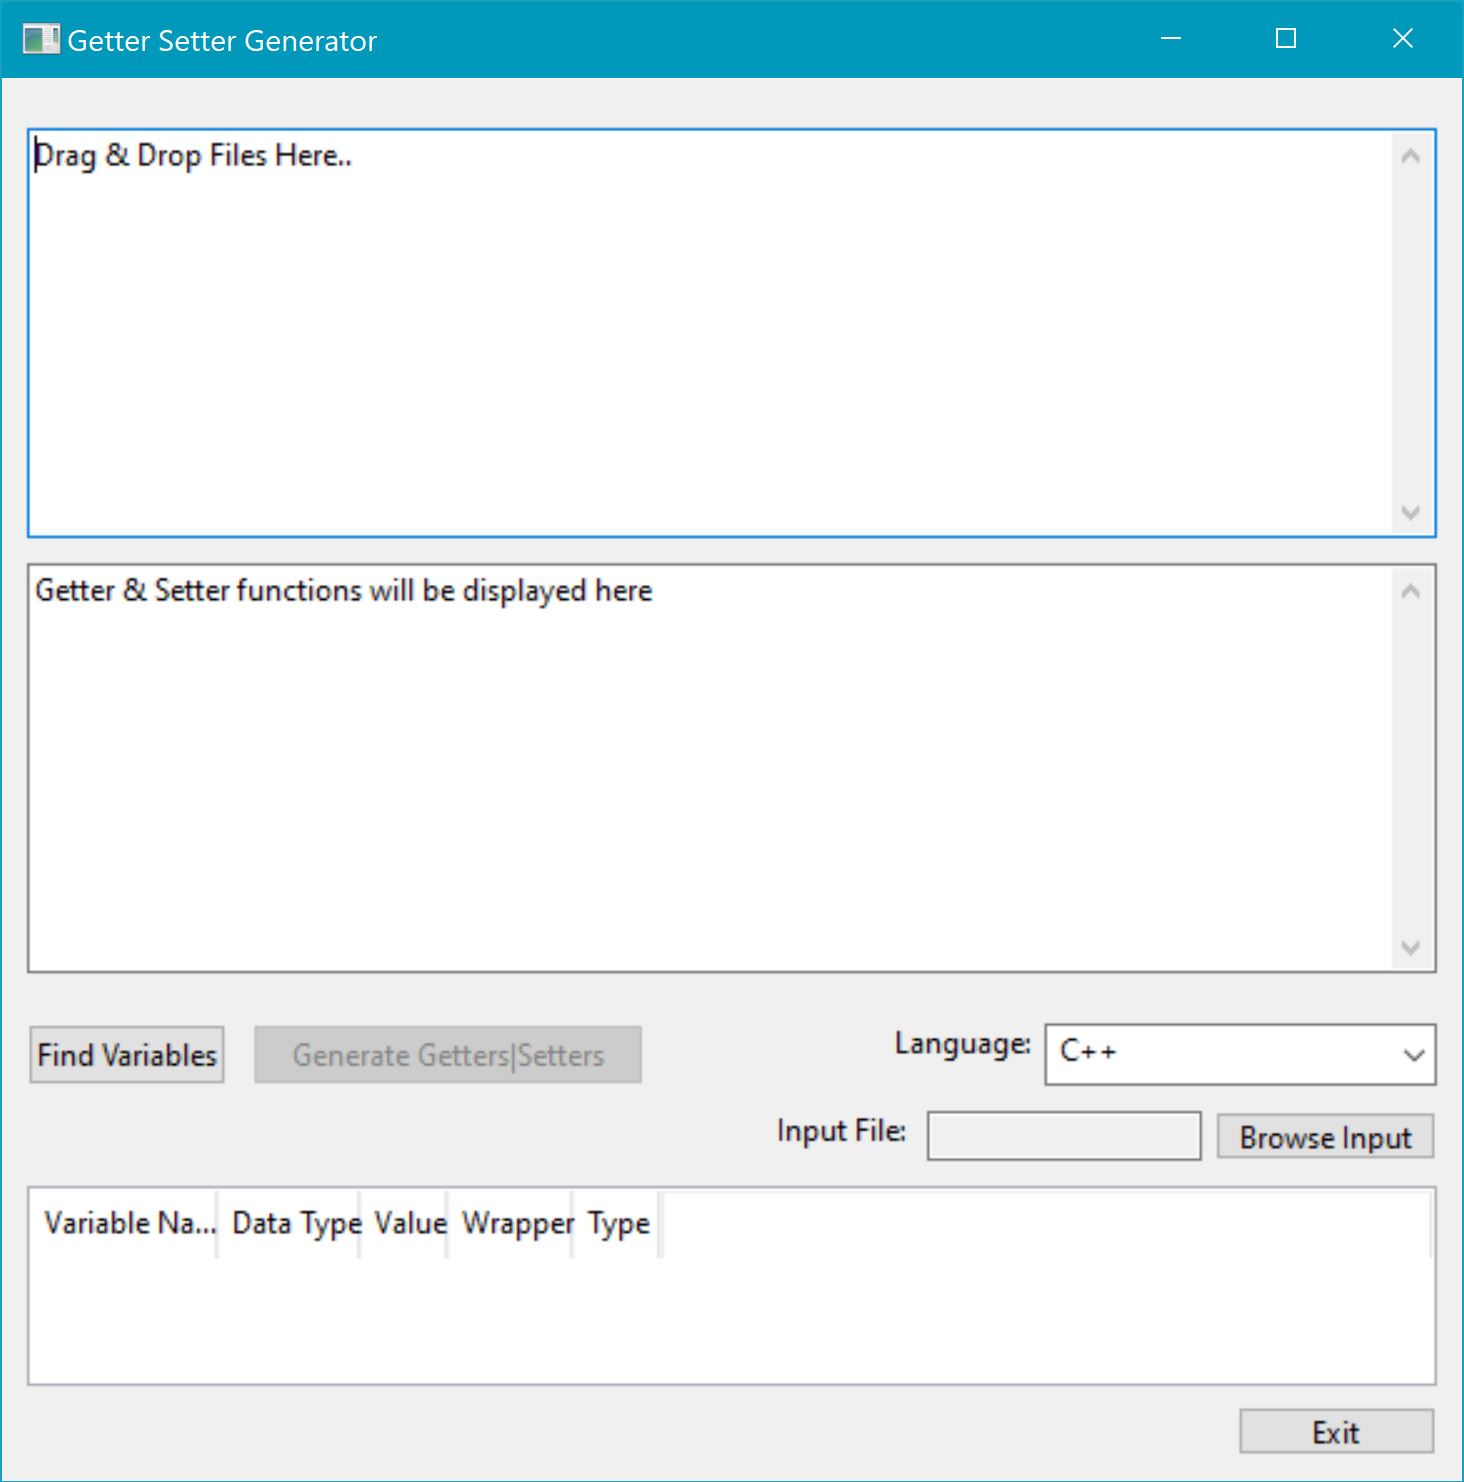 Getter Setter Generator
Drag & Drop Files Here..
Getter & Setter functions will be displayed here
Find Variables Generate Getters|Setters Language: C++
Input File: Browse Input
Variable Na... Data Type Value Wrapper Type
Exit